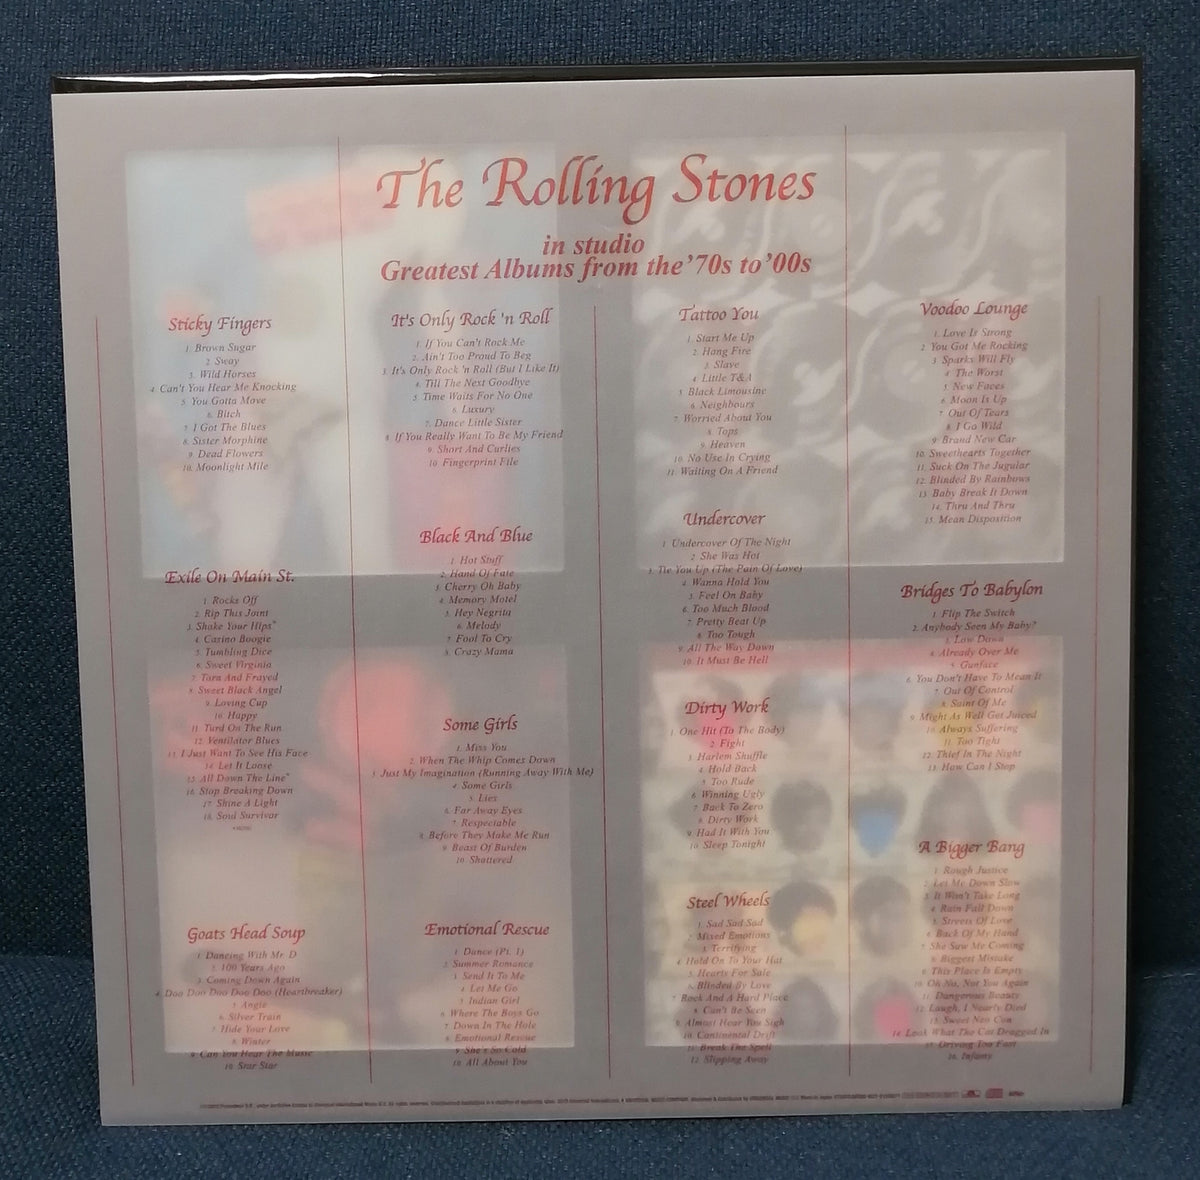 The Rolling Stones
in studio
Greatest Albums from the '70s to '00s
Sticky Fingers
1. Brown Sugar
2. Sway
3. Wild Horses
4. Can't You Hear Me Knocking
5. You Gotta Move
6. Bitch
7. I Got The Blues
8. Sister Morphine
9. Dead Flowers
10. Moonlight Mile
Exile On Main St.
1. Rocks Off
2. Rip This Joint
3. Shake Your Hips*
4. Casino Boogie
5. Tumbling Dice
6. Sweet Virginia
7. Torn And Frayed
8. Sweet Black Angel
9. Loving Cup
10. Happy
11. Turd On The Run
12. Ventilator Blues
13. I Just Want To See His Face
14. Let It Loose
15. All Down The Line*
16. Stop Breaking Down
17. Shine A Light
18. Soul Survivor
Goats Head Soup
1. Dancing With Mr. D
2. 100 Years Ago
3. Coming Down Again
4. Doo Doo Doo Doo Doo (Heartbreaker)
5. Angie
6. Silver Train
7. Hide Your Love
8. Winter
9. Can You Hear The Music
10. Star Star
It's Only Rock 'n Roll
1. If You Can't Rock Me
2. Ain't Too Proud To Beg
3. It's Only Rock 'n Roll (But I Like It)
4. Till The Next Goodbye
5. Time Waits For No One
6. Luxury
7. Dance Little Sister
8. If You Really Want To Be My Friend
9. Short And Curlies
10. Fingerprint File
Black And Blue
1. Hot Stuff
2. Hand Of Fate
3. Cherry Oh Baby
4. Memory Motel
5. Hey Negrita
6. Melody
7. Fool To Cry
8. Crazy Mama
Some Girls
1. Miss You
2. When The Whip Comes Down
3. Just My Imagination (Running Away With Me)
4. Some Girls
5. Lies
6. Far Away Eyes
7. Respectable
8. Before They Make Me Run
9. Beast Of Burden
10. Shattered
Emotional Rescue
1. Dance (Pt. 1)
2. Summer Romance
3. Send It To Me
4. Let Me Go
5. Indian Girl
6. Where The Boys Go
7. Down In The Hole
8. Emotional Rescue
9. She's So Cold
10. All About You
Tattoo You
1. Start Me Up
2. Hang Fire
3. Slave
4. Little T&A
5. Black Limousine
6. Neighbours
7. Worried About You
8. Tops
9. Heaven
10. No Use In Crying
11. Waiting On A Friend
Undercover
1. Undercover Of The Night
2. She Was Hot
3. Tie You Up (The Pain Of Love)
4. Wanna Hold You
5. Feel On Baby
6. Too Much Blood
7. Pretty Beat Up
8. Too Tough
9. All The Way Down
10. It Must Be Hell
Dirty Work
1. One Hit (To The Body)
2. Fight
3. Harlem Shuffle
4. Hold Back
5. Too Rude
6. Winning Ugly
7. Back To Zero
8. Dirty Work
9. Had It With You
10. Sleep Tonight
Steel Wheels
1. Sad Sad Sad
2. Mixed Emotions
3. Terrifying
4. Hold On To Your Hat
5. Hearts For Sale
6. Blinded By Love
7. Rock And A Hard Place
8. Can't Be Seen
9. Almost Hear You Sigh
10. Continental Drift
11. Break The Spell
12. Slipping Away
Voodoo Lounge
1. Love Is Strong
2. You Got Me Rocking
3. Sparks Will Fly
4. The Worst
5. New Faces
6. Moon Is Up
7. Out Of Tears
8. I Go Wild
9. Brand New Car
10. Sweethearts Together
11. Suck On The Jugular
12. Blinded By Rainbows
13. Baby Break It Down
14. Thru And Thru
15. Mean Disposition
Bridges To Babylon
1. Flip The Switch
2. Anybody Seen My Baby?
3. Low Down
4. Already Over Me
5. Gunface
6. You Don't Have To Mean It
7. Out Of Control
8. Saint Of Me
9. Might As Well Get Juiced
10. Always Suffering
11. Too Tight
12. Thief In The Night
13. How Can I Stop
A Bigger Bang
1. Rough Justice
2. Let Me Down Slow
3. It Won't Take Long
4. Rain Fall Down
5. Streets Of Love
6. Back Of My Hand
7. She Saw Me Coming
8. Biggest Mistake
9. This Place Is Empty
10. Oh No, Not You Again
11. Dangerous Beauty
12. Laugh, I Nearly Died
13. Sweet Neo Con
14. Look What The Cat Dragged In
15. Driving Too Fast
16. Infamy